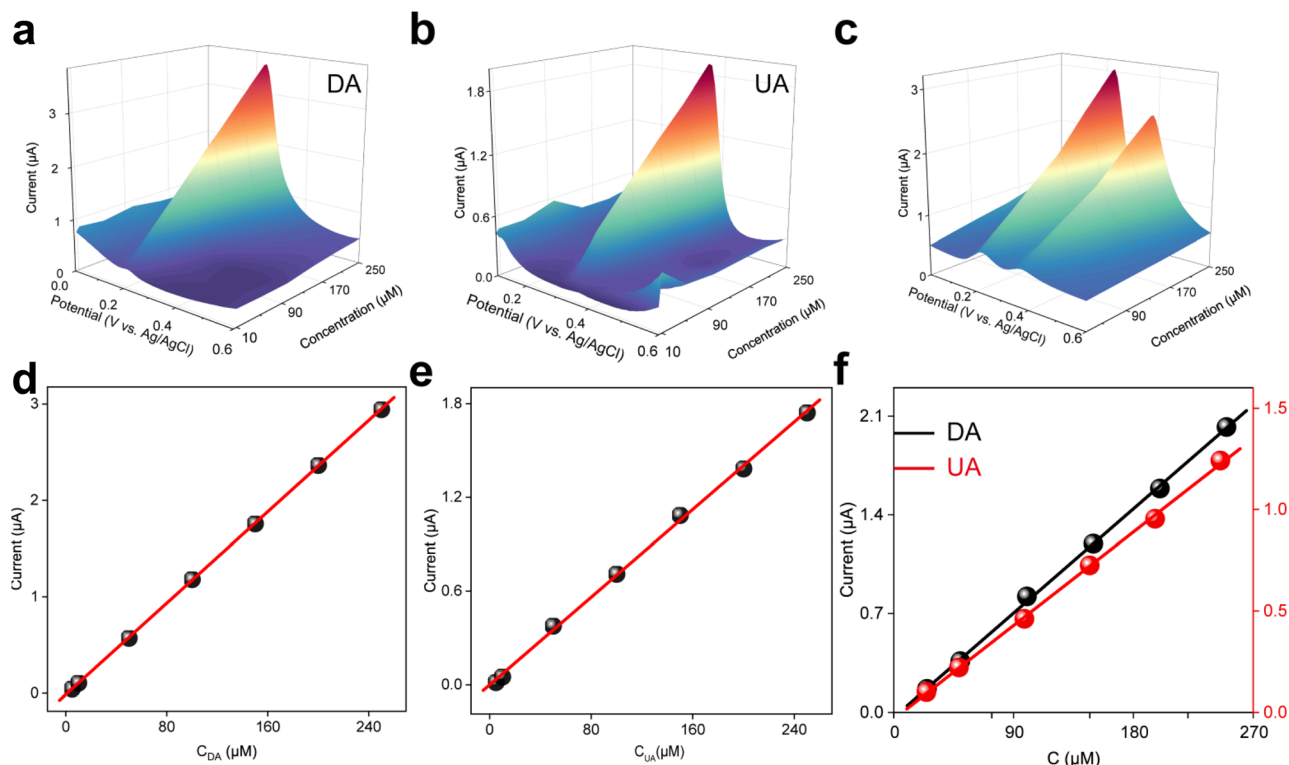 a
DA
Current (μA)
3
2
1
0
0.0
0.2
0.4
0.6
Potential (V vs. Ag/AgCl)
10
90
170
250
Concentration (μM)
b
UA
Current (μA)
1.8
1.2
0.6
0.0
0.2
0.4
0.6
Potential (V vs. Ag/AgCl)
10
90
170
250
Concentration (μM)
c
Current (μA)
3
2
1
0
0.2
0.4
0.6
Potential (V vs. Ag/AgCl)
90
170
250
Concentration (μM)
d
Current (μA)
3
2
1
0
0 80 160 240
C_DA (μM)
e
Current (μA)
1.8
1.2
0.6
0.0
0 80 160 240
C_UA(μM)
f
DA
UA
Current (μA)
2.1
1.4
0.7
0.0
1.5
1.0
0.5
0.0
0 90 180 270
C (μM)